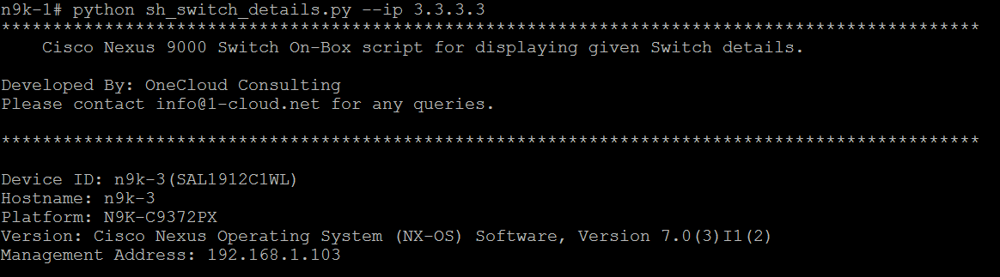 n9k-1# python sh_switch_details.py --ip 3.3.3.3
***********************************************************************************************
Cisco Nexus 9000 Switch On-Box script for displaying given Switch details.
Developed By: OneCloud Consulting
Please contact info@1-cloud.net for any queries.
***********************************************************************************************
Device ID: n9k-3(SAL1912C1WL)
Hostname: n9k-3
Platform: N9K-C9372PX
Version: Cisco Nexus Operating System (NX-OS) Software, Version 7.0(3)I1(2)
Management Address: 192.168.1.103